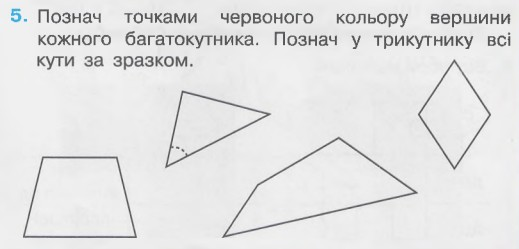 5. Познач точками червоного кольору вершини
кожного багатокутника. Познач у трикутнику всі
кути за зразком.